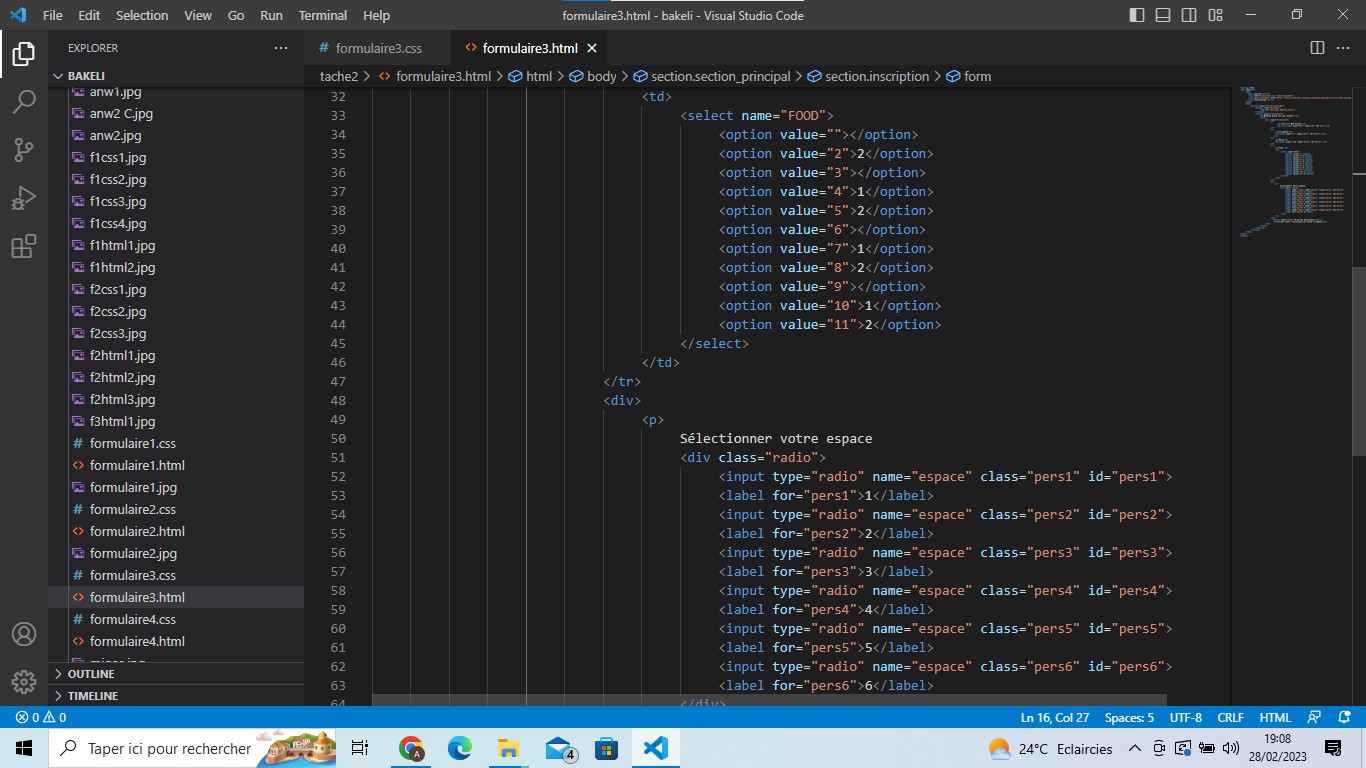 File Edit Selection View Go Run Terminal Help formulaire3.html - bakeli - Visual Studio Code
EXPLORER
BAKELI
anw1.jpg
anw2 C.jpg
anw2.jpg
f1css1.jpg
f1css2.jpg
f1css3.jpg
f1css4.jpg
f1html1.jpg
f1html2.jpg
f2css1.jpg
f2css2.jpg
f2css3.jpg
f2html1.jpg
f2html2.jpg
f2html3.jpg
f3html1.jpg
formulaire1.css
formulaire1.html
formulaire1.jpg
formulaire2.css
formulaire2.html
formulaire2.jpg
formulaire3.css
formulaire3.html
formulaire4.css
formulaire4.html
OUTLINE
TIMELINE
formulaire3.css formulaire3.html
tache2 > formulaire3.html > html > body > section.section_principal > section.inscription > form
32 <td>
33 <select name="FOOD">
34 <option value=""></option>
35 <option value="2">2</option>
36 <option value="3"></option>
37 <option value="4">1</option>
38 <option value="5">2</option>
39 <option value="6"></option>
40 <option value="7">1</option>
41 <option value="8">2</option>
42 <option value="9"></option>
43 <option value="10">1</option>
44 <option value="11">2</option>
45 </select>
46 </td>
47 </tr>
48 <div>
49 <p>
50 Sélectionner votre espace
51 <div class="radio">
52 <input type="radio" name="espace" class="pers1" id="pers1">
53 <label for="pers1">1</label>
54 <input type="radio" name="espace" class="pers2" id="pers2">
55 <label for="pers2">2</label>
56 <input type="radio" name="espace" class="pers3" id="pers3">
57 <label for="pers3">3</label>
58 <input type="radio" name="espace" class="pers4" id="pers4">
59 <label for="pers4">4</label>
60 <input type="radio" name="espace" class="pers5" id="pers5">
61 <label for="pers5">5</label>
62 <input type="radio" name="espace" class="pers6" id="pers6">
63 <label for="pers6">6</label>
64 </div>
0 0 Ln 16, Col 27 Spaces: 5 UTF-8 CRLF HTML
Taper ici pour rechercher A 4 24°C Eclaircies 19:08
28/02/2023